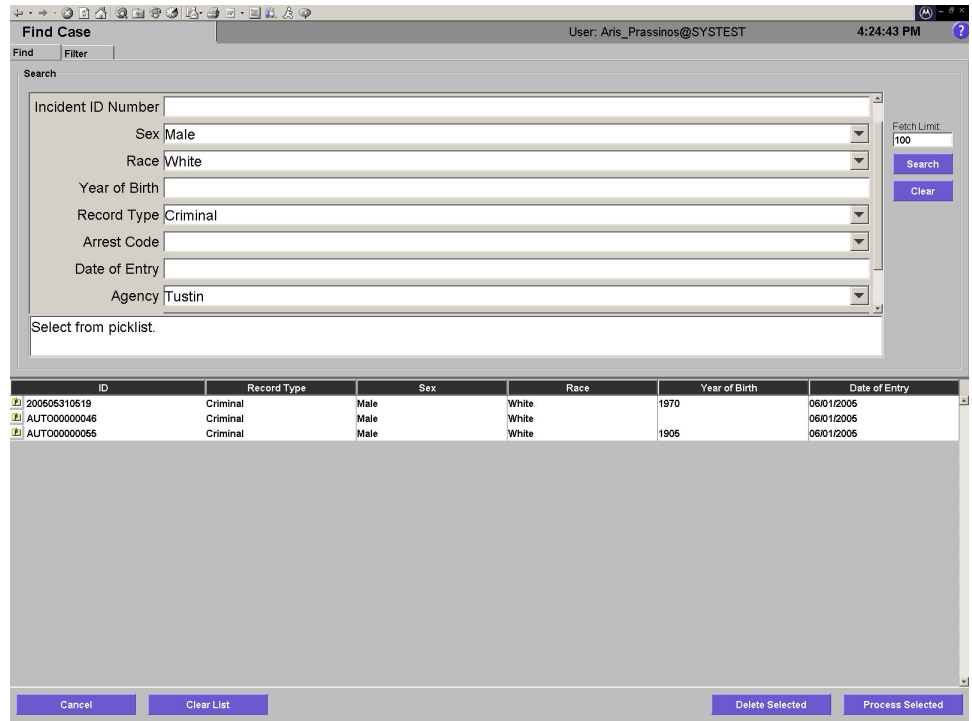 Find Case
User: Aris_Prassinos@SYSTEST
4:24:43 PM
?
Find
Filter
Search
Incident ID Number
Sex Male
Race White
Year of Birth
Record Type Criminal
Arrest Code
Date of Entry
Agency Tustin
Fetch Limit:
100
Search
Clear
Select from picklist.
ID Record Type Sex Race Year of Birth Date of Entry
200505310519 Criminal Male White 1970 06/01/2005
AUTO00000046 Criminal Male White 06/01/2005
AUTO00000055 Criminal Male White 1905 06/01/2005
Cancel
Clear List
Delete Selected
Process Selected